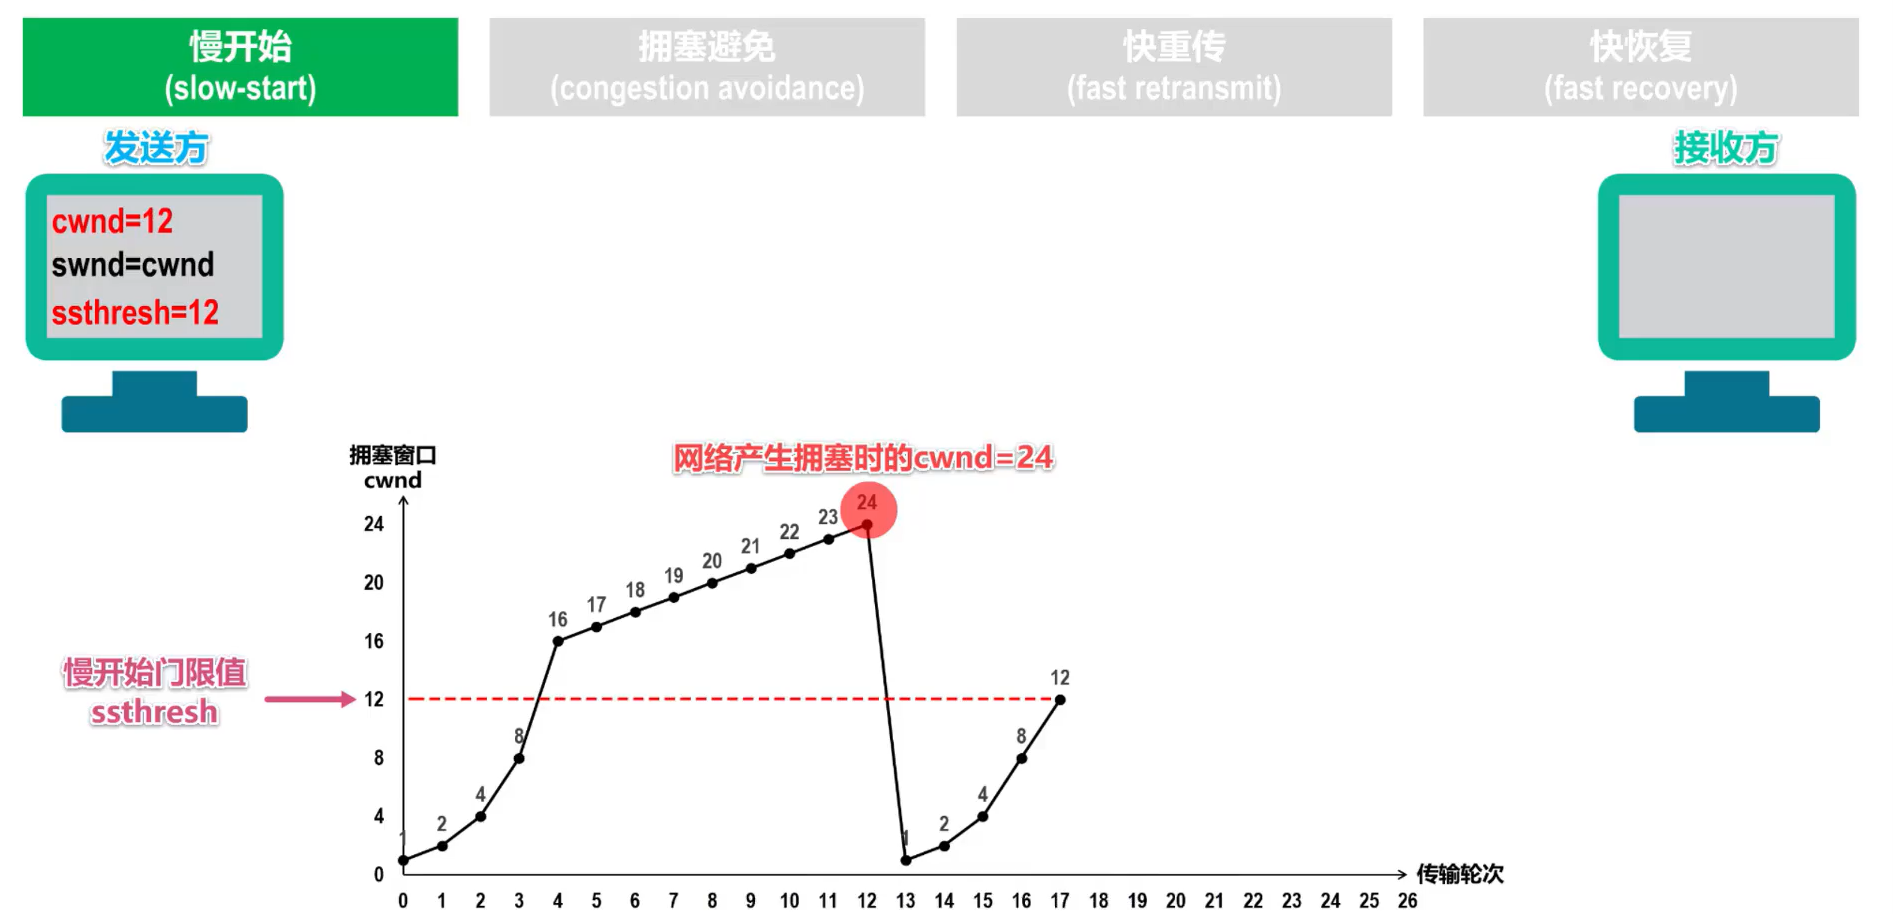 慢开始
(slow-start)
拥塞避免
(congestion avoidance)
快重传
(fast retransmit)
快恢复
(fast recovery)
发送方
接收方
cwnd=12
swnd=cwnd
ssthresh=12
拥塞窗口
cwnd
网络产生拥塞时的cwnd=24
24
20
16
12
8
4
0
慢开始门限值
ssthresh
1
2
4
8
16
17
18
19
20
21
22
23
24
1
2
4
8
12
0 1 2 3 4 5 6 7 8 9 10 11 12 13 14 15 16 17 18 19 20 21 22 23 24 25 26
传输轮次